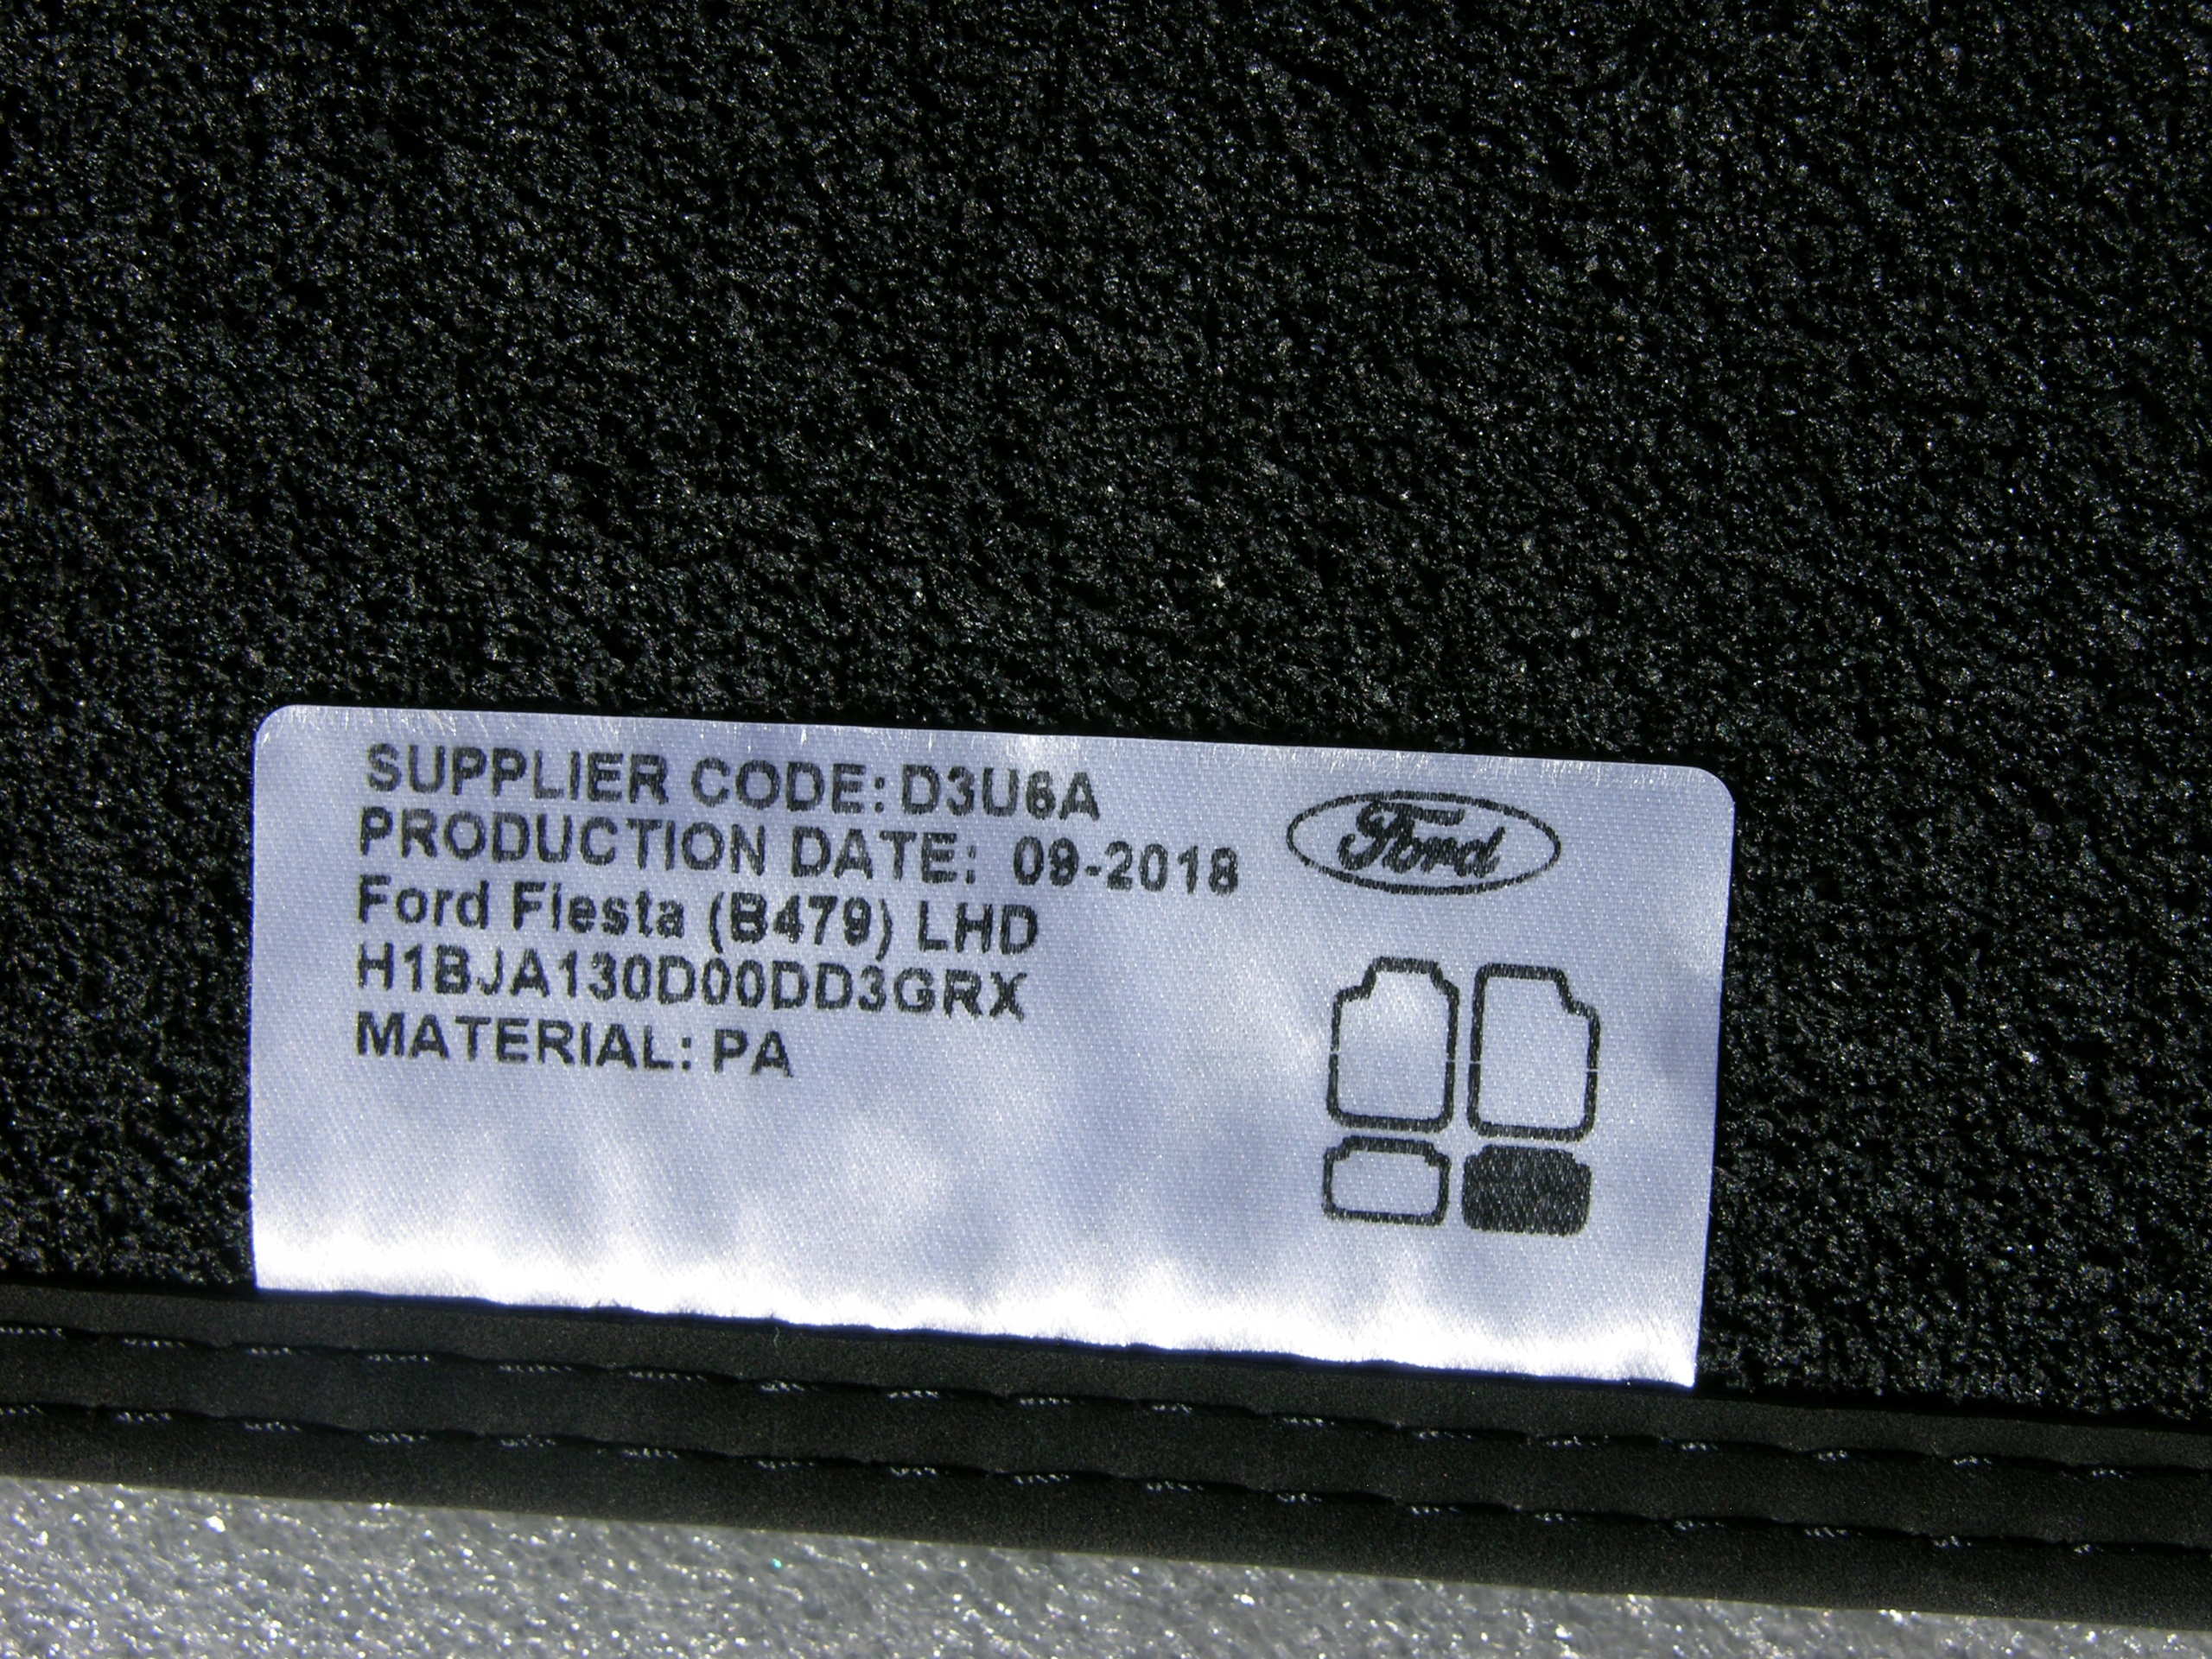 SUPPLIER CODE: D3U6A
PRODUCTION DATE: 09-2018
Ford Fiesta (B479) LHD
H1BJA130D00DD3GRX
MATERIAL: PA
Ford